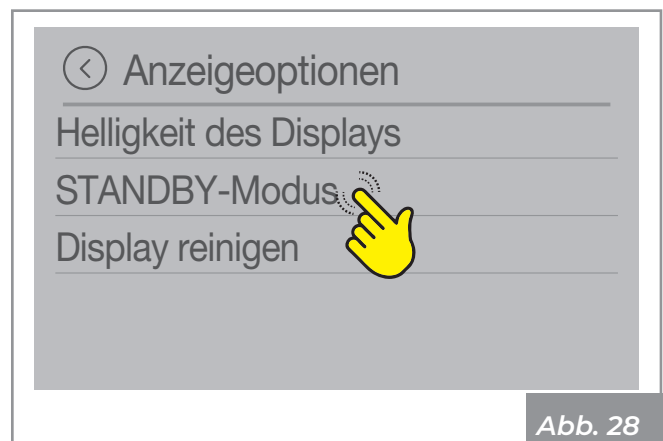 Anzeigeoptionen
Helligkeit des Displays
STANDBY-Modus
Display reinigen
Abb. 28